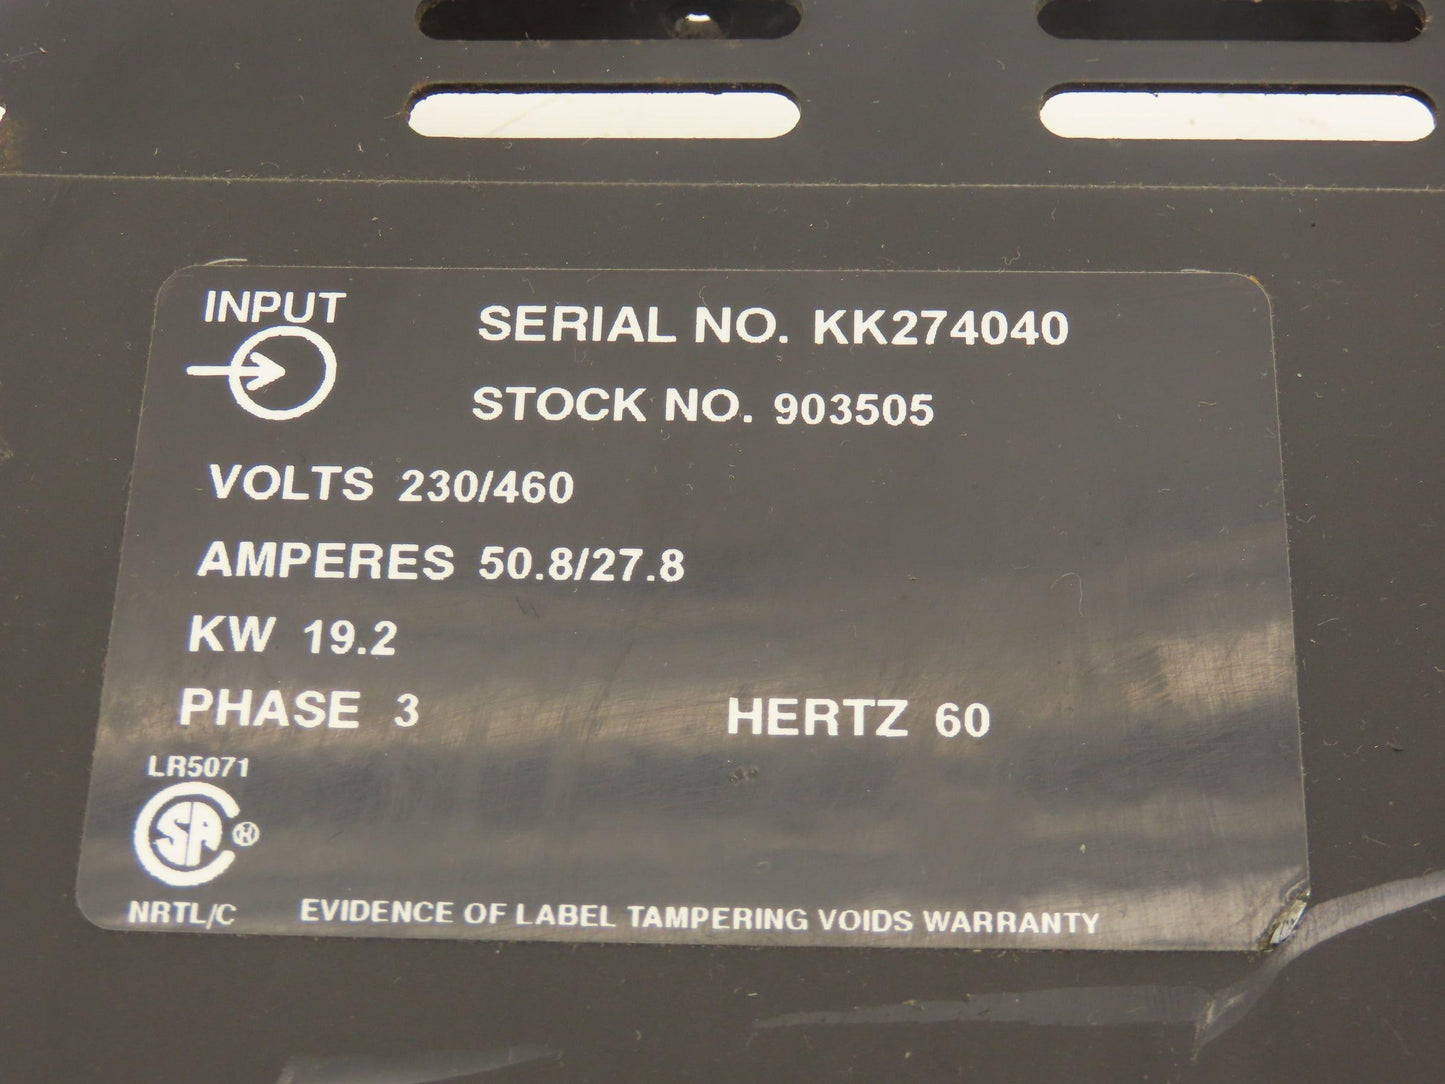 INPUT
SERIAL NO. KK274040
STOCK NO. 903505
VOLTS 230/460
AMPERES 50.8/27.8
KW 19.2
PHASE 3
HERTZ 60
LR5071
CSA ®
NRTL/C
EVIDENCE OF LABEL TAMPERING VOIDS WARRANTY